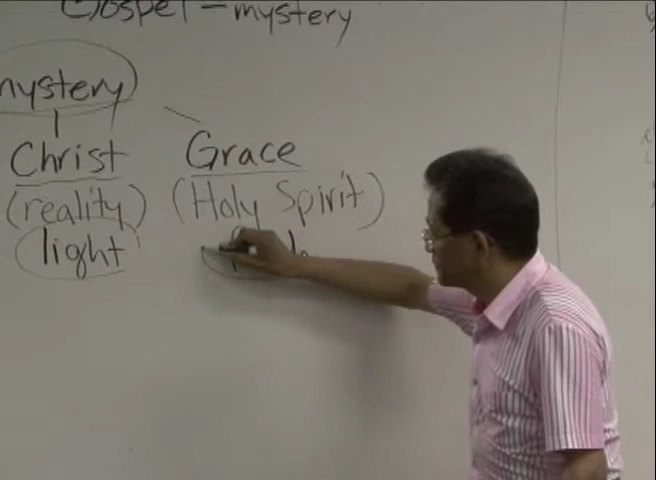 Gospel - mystery
mystery
Christ Grace
(reality) (Holy Spirit)
light